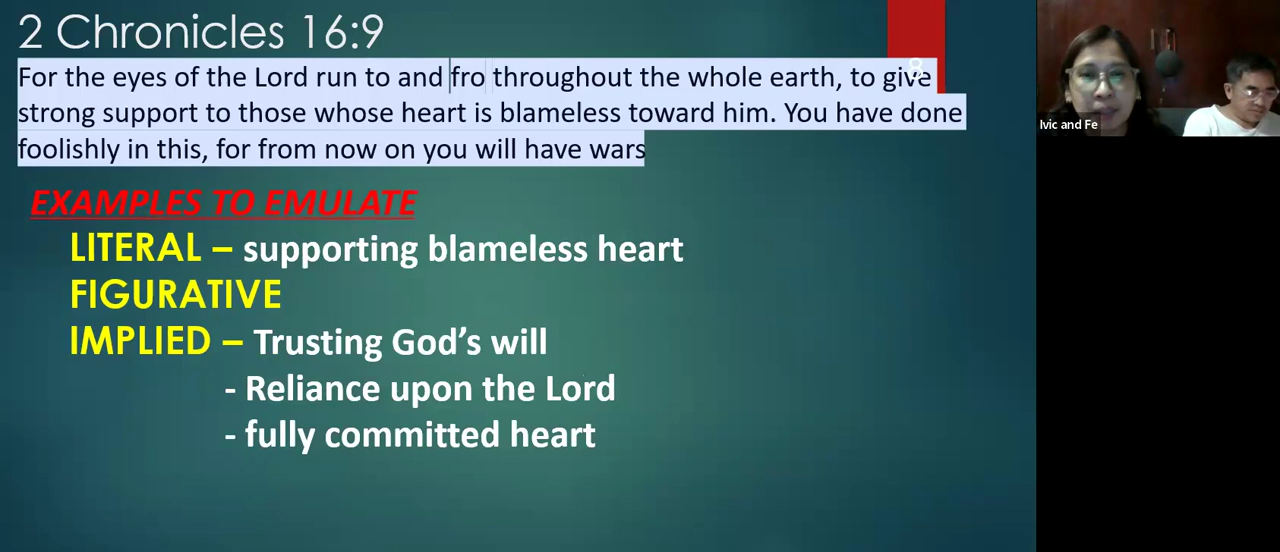 2 Chronicles 16:9
8
For the eyes of the Lord run to and fro throughout the whole earth, to give
strong support to those whose heart is blameless toward him. You have done
foolishly in this, for from now on you will have wars
EXAMPLES TO EMULATE
LITERAL – supporting blameless heart
FIGURATIVE
IMPLIED – Trusting God’s will
- Reliance upon the Lord
- fully committed heart
Ivic and Fe